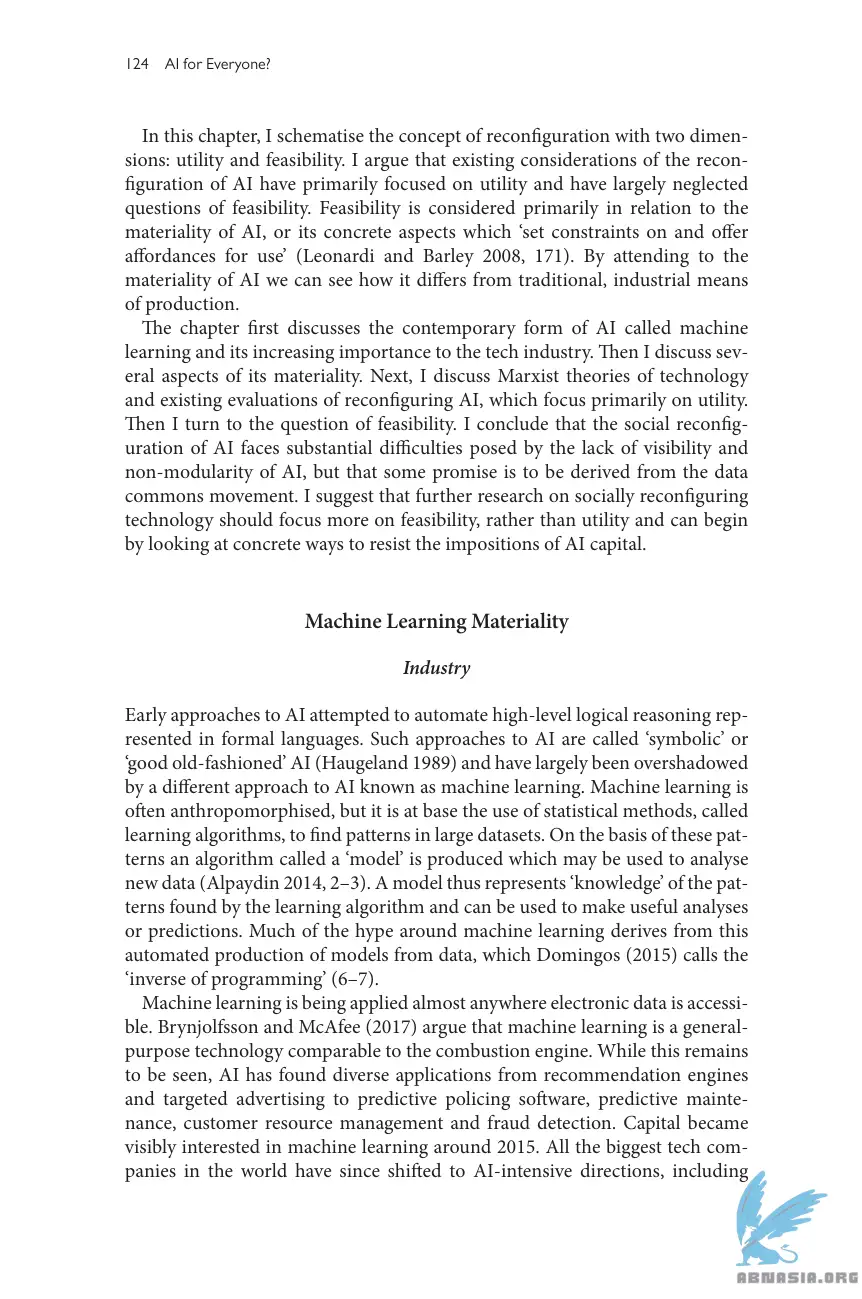 124 AI for Everyone?
In this chapter, I schematise the concept of reconfiguration with two dimen-
sions: utility and feasibility. I argue that existing considerations of the recon-
figuration of AI have primarily focused on utility and have largely neglected
questions of feasibility. Feasibility is considered primarily in relation to the
materiality of AI, or its concrete aspects which ‘set constraints on and offer
affordances for use’ (Leonardi and Barley 2008, 171). By attending to the
materiality of AI we can see how it differs from traditional, industrial means
of production.
The chapter first discusses the contemporary form of AI called machine
learning and its increasing importance to the tech industry. Then I discuss sev-
eral aspects of its materiality. Next, I discuss Marxist theories of technology
and existing evaluations of reconfiguring AI, which focus primarily on utility.
Then I turn to the question of feasibility. I conclude that the social reconfig-
uration of AI faces substantial difficulties posed by the lack of visibility and
non-modularity of AI, but that some promise is to be derived from the data
commons movement. I suggest that further research on socially reconfiguring
technology should focus more on feasibility, rather than utility and can begin
by looking at concrete ways to resist the impositions of AI capital.
Machine Learning Materiality
Industry
Early approaches to AI attempted to automate high-level logical reasoning rep-
resented in formal languages. Such approaches to AI are called ‘symbolic’ or
‘good old-fashioned’ AI (Haugeland 1989) and have largely been overshadowed
by a different approach to AI known as machine learning. Machine learning is
often anthropomorphised, but it is at base the use of statistical methods, called
learning algorithms, to find patterns in large datasets. On the basis of these pat-
terns an algorithm called a ‘model’ is produced which may be used to analyse
new data (Alpaydin 2014, 2–3). A model thus represents ‘knowledge’ of the pat-
terns found by the learning algorithm and can be used to make useful analyses
or predictions. Much of the hype around machine learning derives from this
automated production of models from data, which Domingos (2015) calls the
‘inverse of programming’ (6–7).
Machine learning is being applied almost anywhere electronic data is accessi-
ble. Brynjolfsson and McAfee (2017) argue that machine learning is a general-
purpose technology comparable to the combustion engine. While this remains
to be seen, AI has found diverse applications from recommendation engines
and targeted advertising to predictive policing software, predictive mainte-
nance, customer resource management and fraud detection. Capital became
visibly interested in machine learning around 2015. All the biggest tech com-
panies in the world have since shifted to AI-intensive directions, including
ABNASIA.ORG